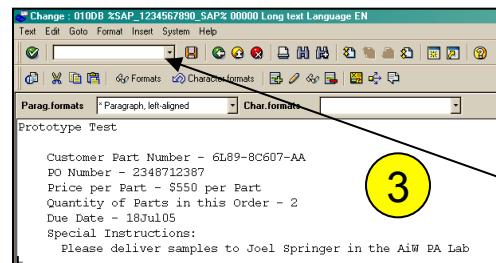 Change : 010DB %SAP_1234567890_SAP% 00000 Long text Language EN
Text Edit Goto Format Insert System Help
Formats Character formats
Parag.formats * Paragraph, left-aligned Char.formats
Prototype Test
Customer Part Number - 6L89-8C607-AA
PO Number - 2348712387
Price per Part - $550 per Part
Quantity of Parts in this Order - 2
Due Date - 18Jul05
Special Instructions:
Please deliver samples to Joel Springer in the AiW PA Lab
3